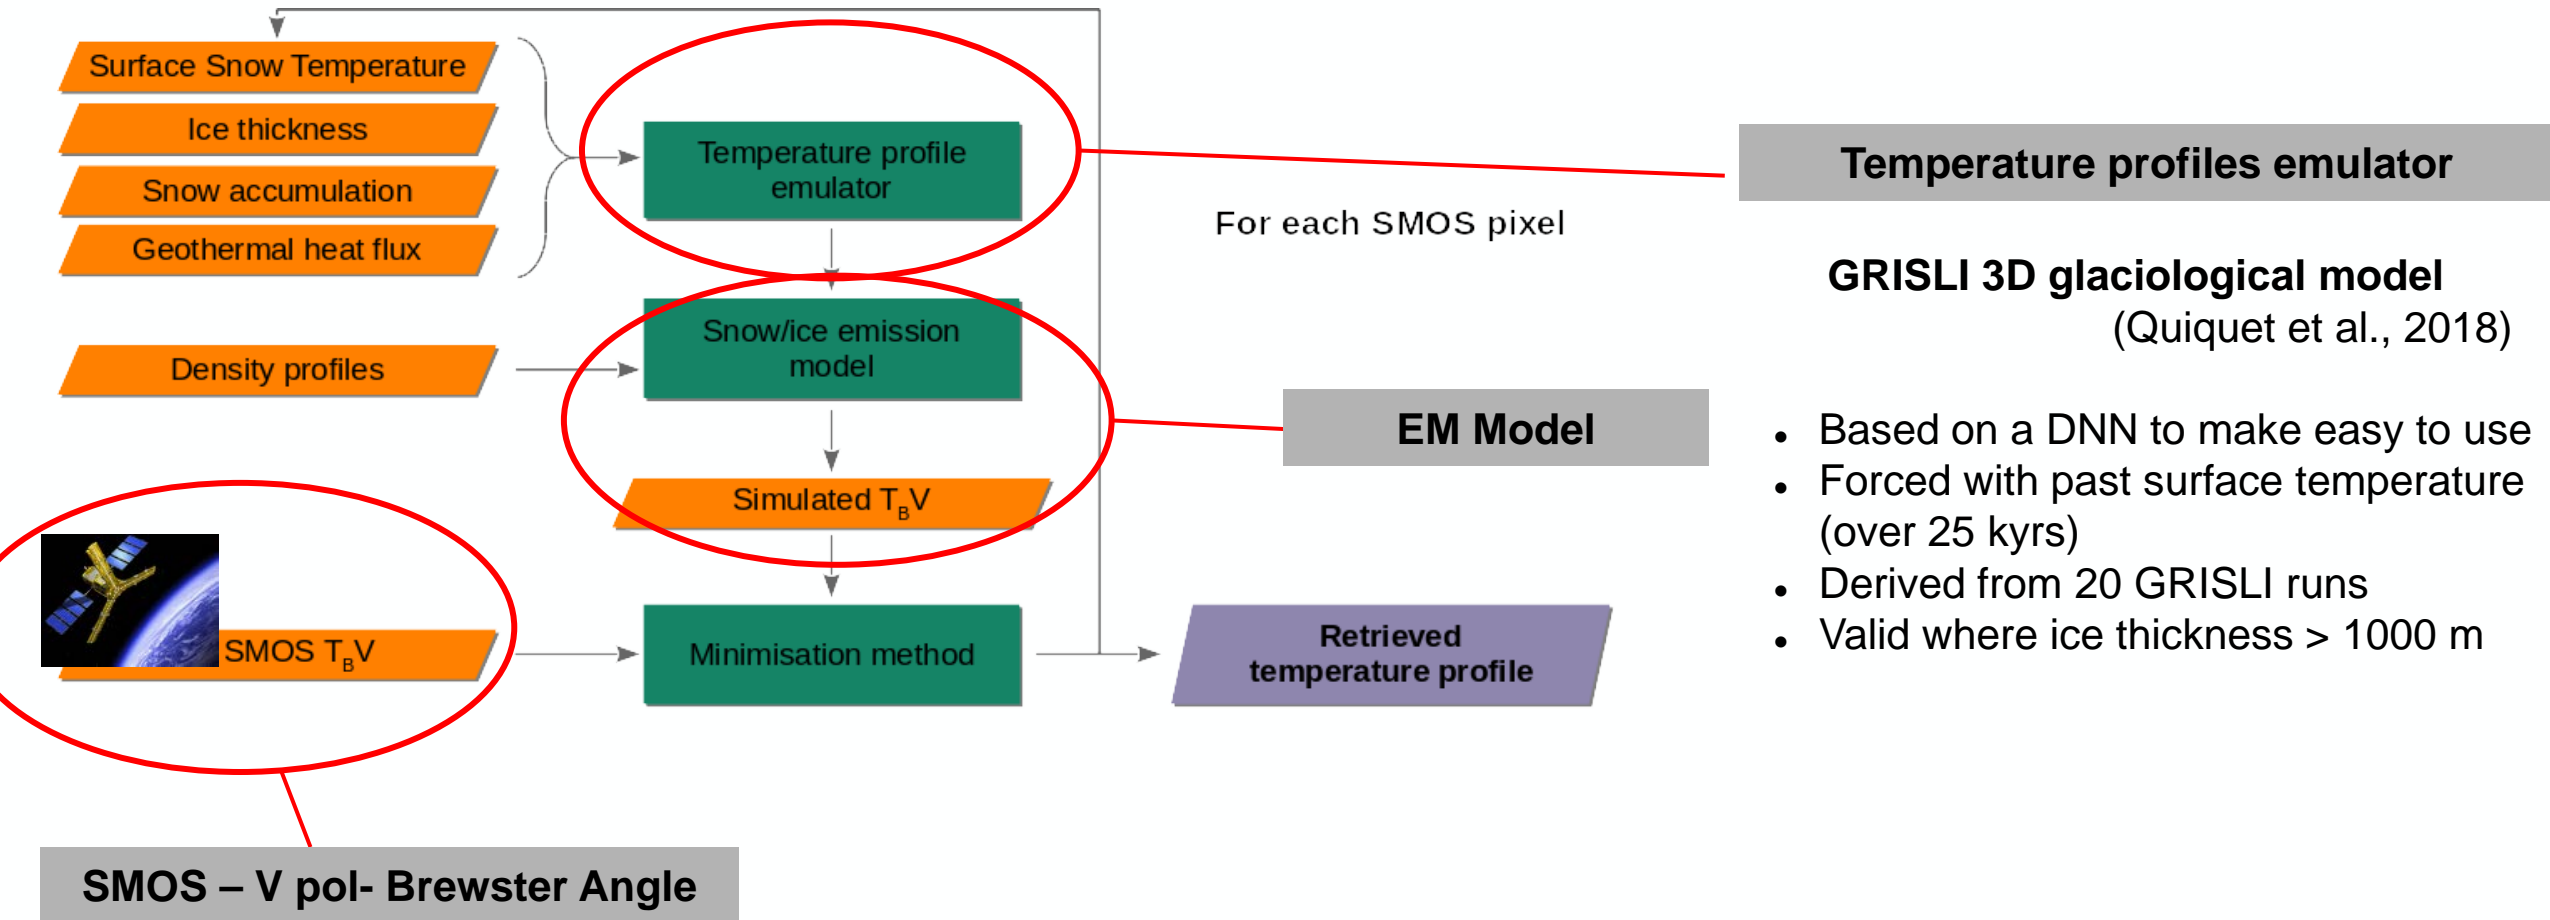 Surface Snow Temperature
Ice thickness
Snow accumulation
Geothermal heat flux
Temperature profile
emulator
For each SMOS pixel
Density profiles
Snow/ice emission
model
EM Model
Simulated TBV
SMOS TBV
Minimisation method
Retrieved
temperature profile
SMOS – V pol- Brewster Angle
Temperature profiles emulator
GRISLI 3D glaciological model
(Quiquet et al., 2018)
• Based on a DNN to make easy to use
• Forced with past surface temperature
(over 25 kyrs)
• Derived from 20 GRISLI runs
• Valid where ice thickness > 1000 m